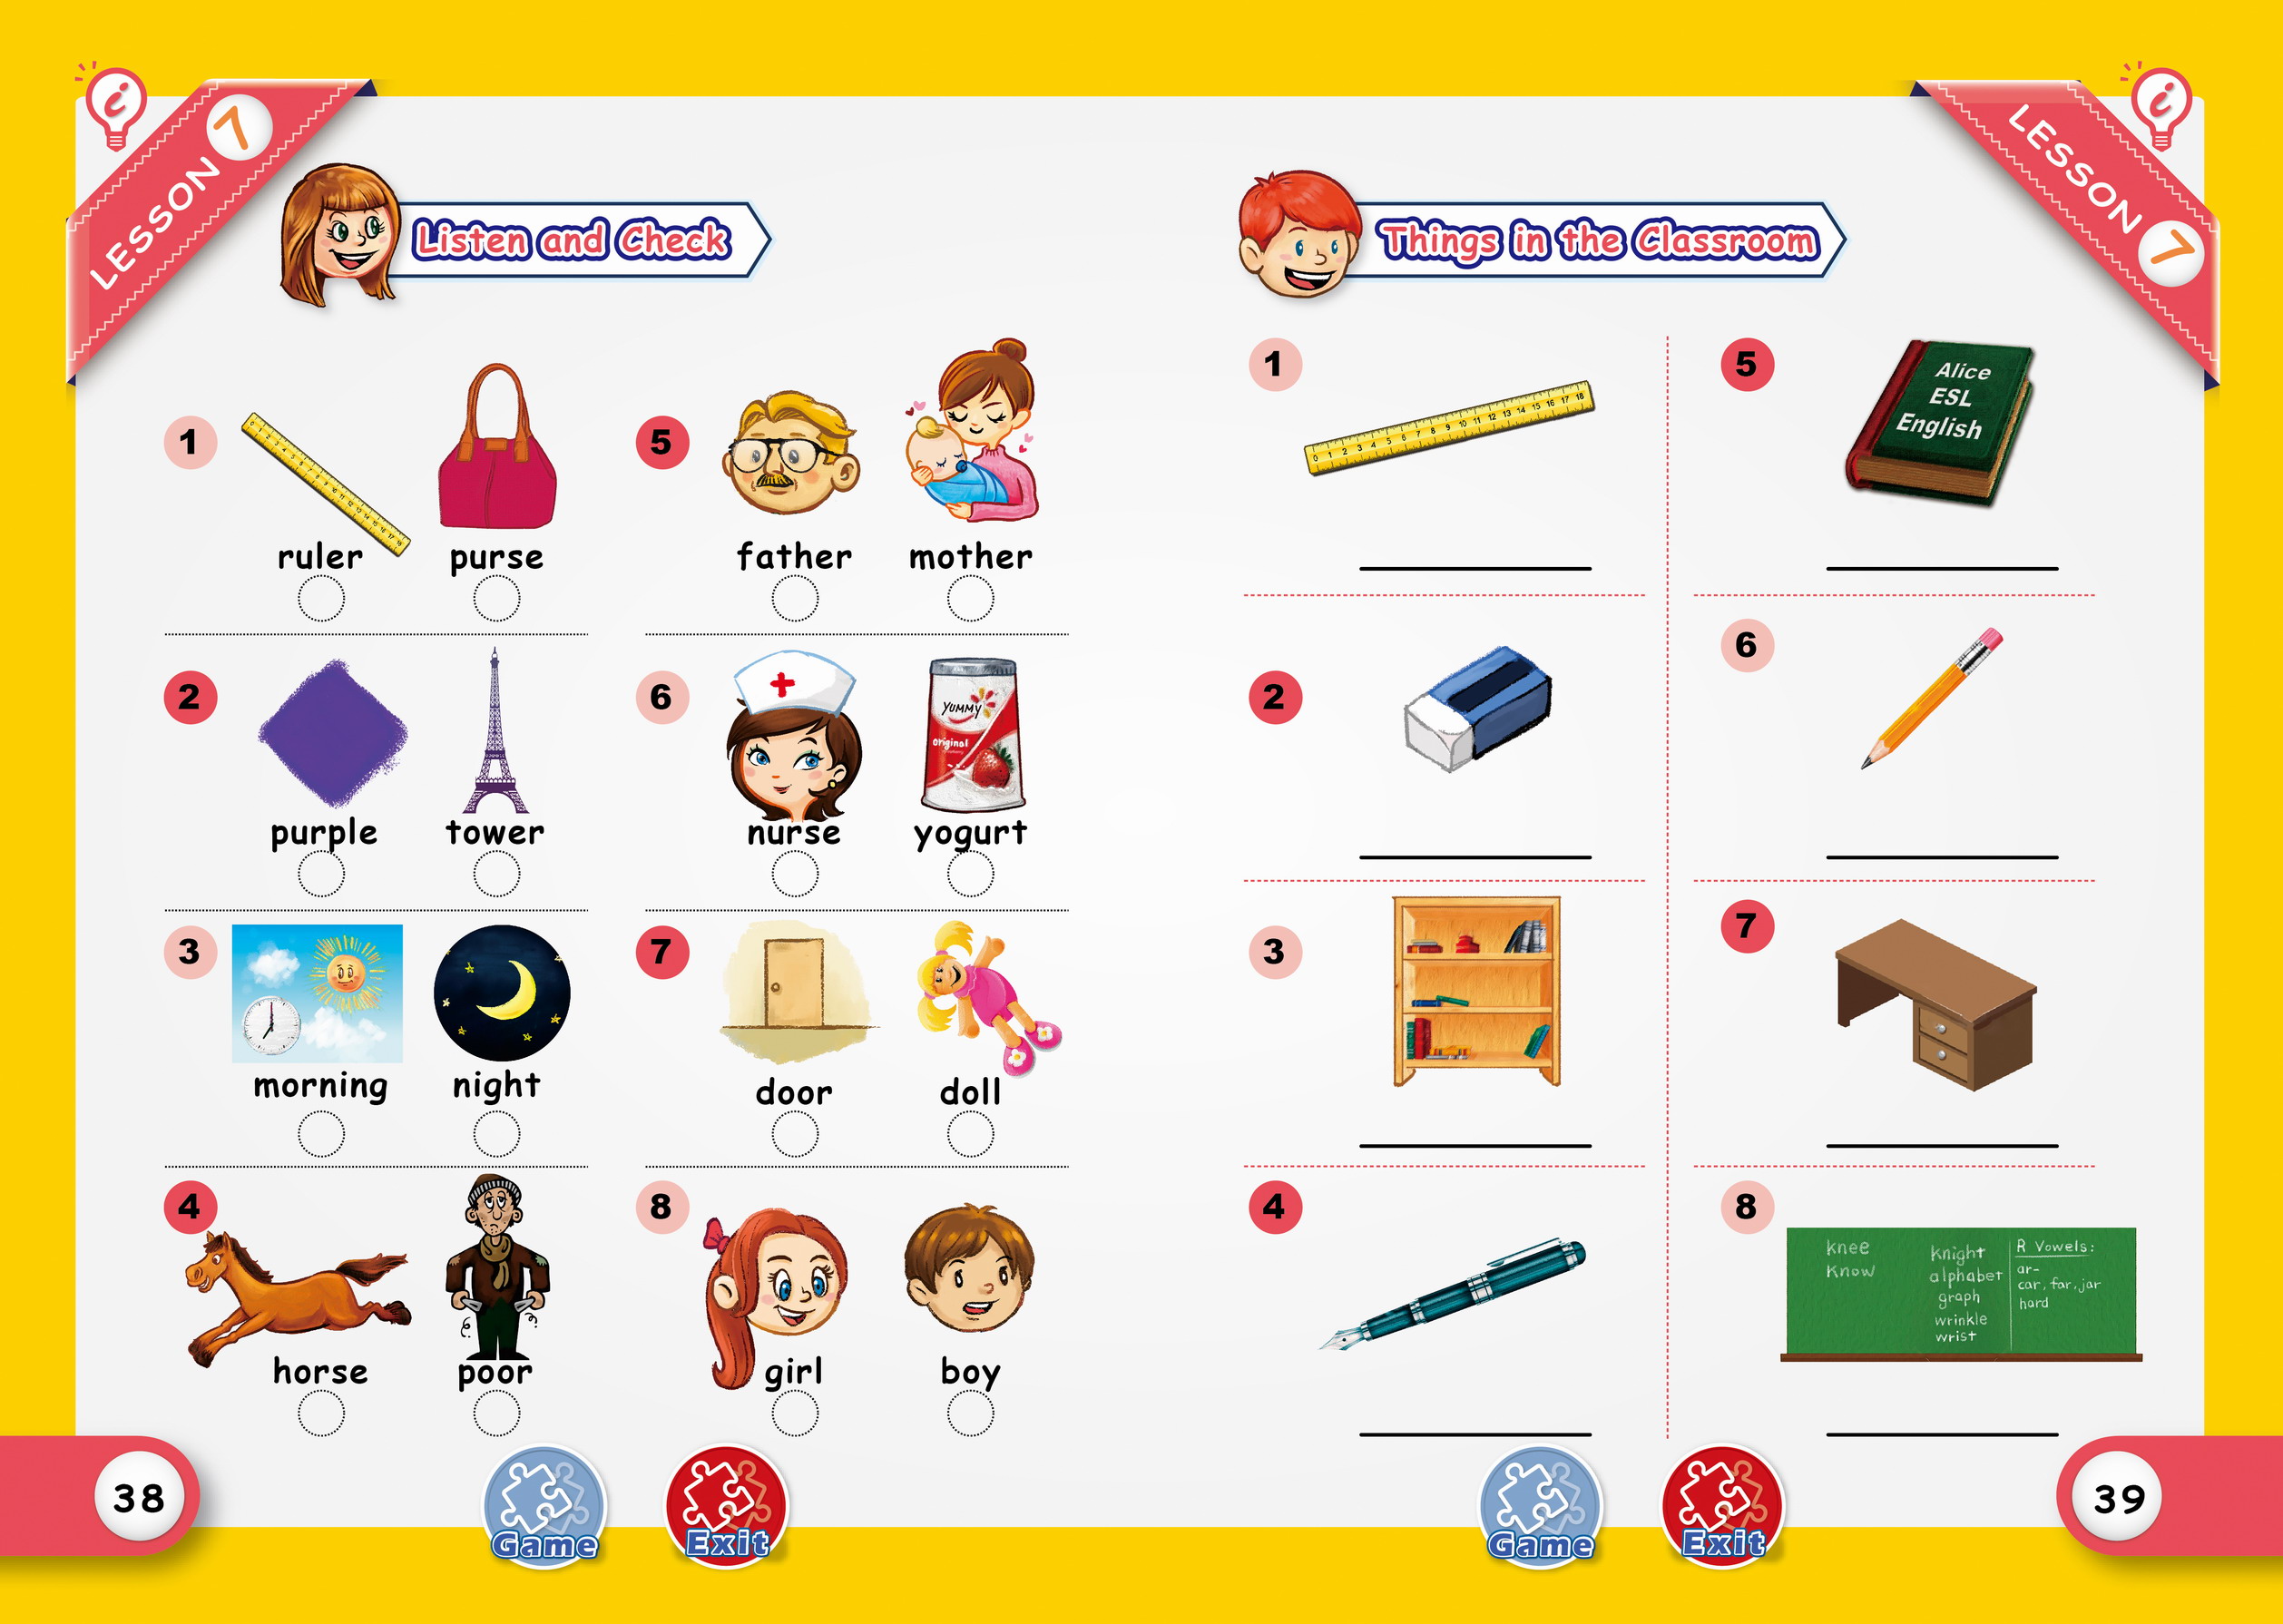 LESSON 7
Listen and Check
1
ruler
purse
2
purple
tower
3
morning
night
4
horse
poor
5
father
mother
6
YUMMY
original
nurse
yogurt
7
door
doll
8
girl
boy
38
Game
Exit
LESSON 7
Things in the Classroom
1
0 1 2 3 4 5 6 7 8 9 10 11 12 13 14 15 16 17 18
2
3
4
5
Alice
ESL
English
6
7
8
knee
know
knight
alphabet
graph
wrinkle
wrist
R Vowels:
ar-
car, far, jar
hard
Game
Exit
39